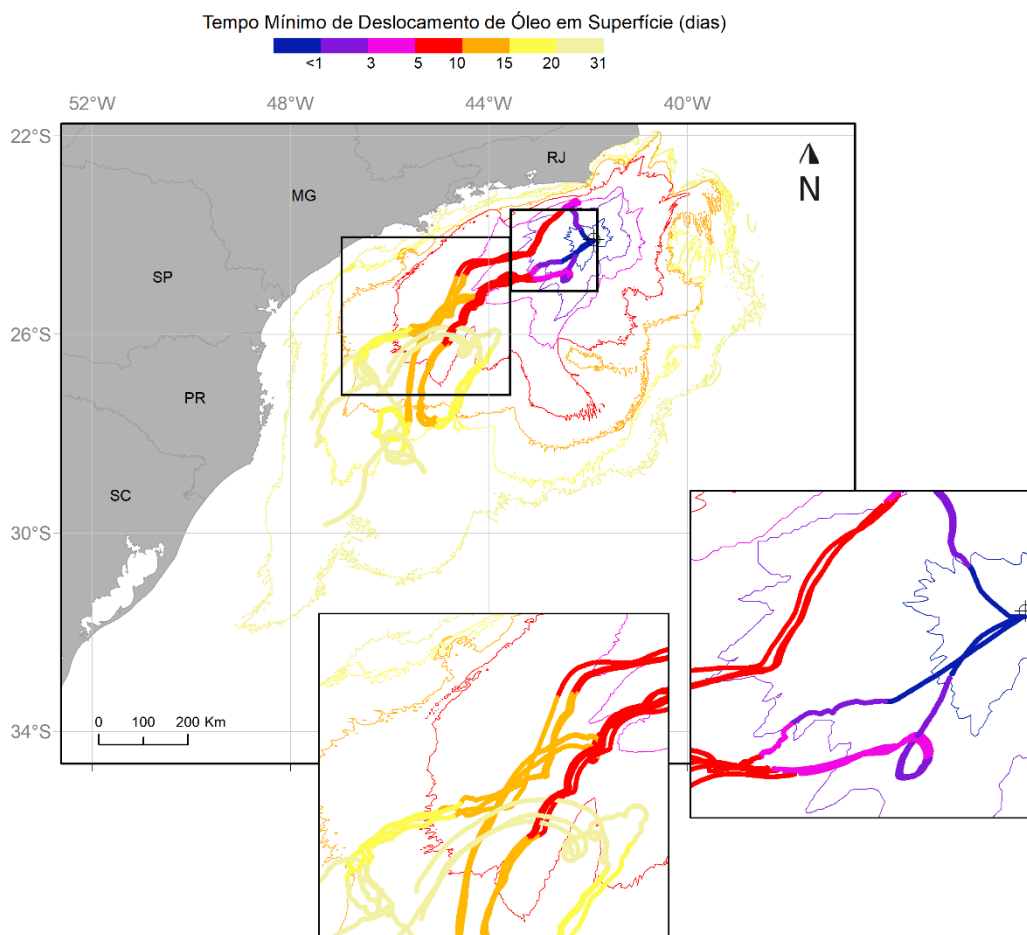 Tempo Mínimo de Deslocamento de Óleo em Superfície (dias)
<1 3 5 10 15 20 31
52°W 48°W 44°W 40°W
22°S
RJ
N
MG
SP
26°S
PR
SC
30°S
34°S
0 100 200 Km